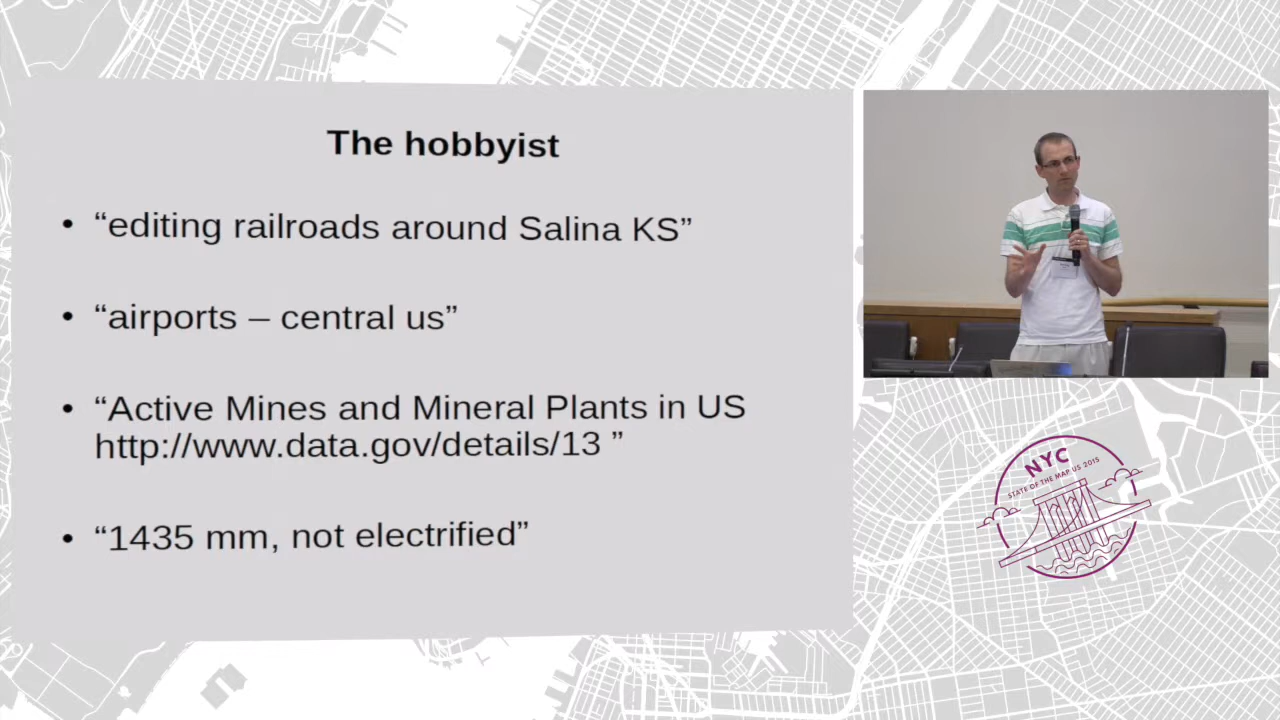 The hobbyist
• “editing railroads around Salina KS”
• “airports – central us”
• “Active Mines and Mineral Plants in US
http://www.data.gov/details/13 ”
• “1435 mm, not electrified”
NYC
STATE OF THE MAP US 2015